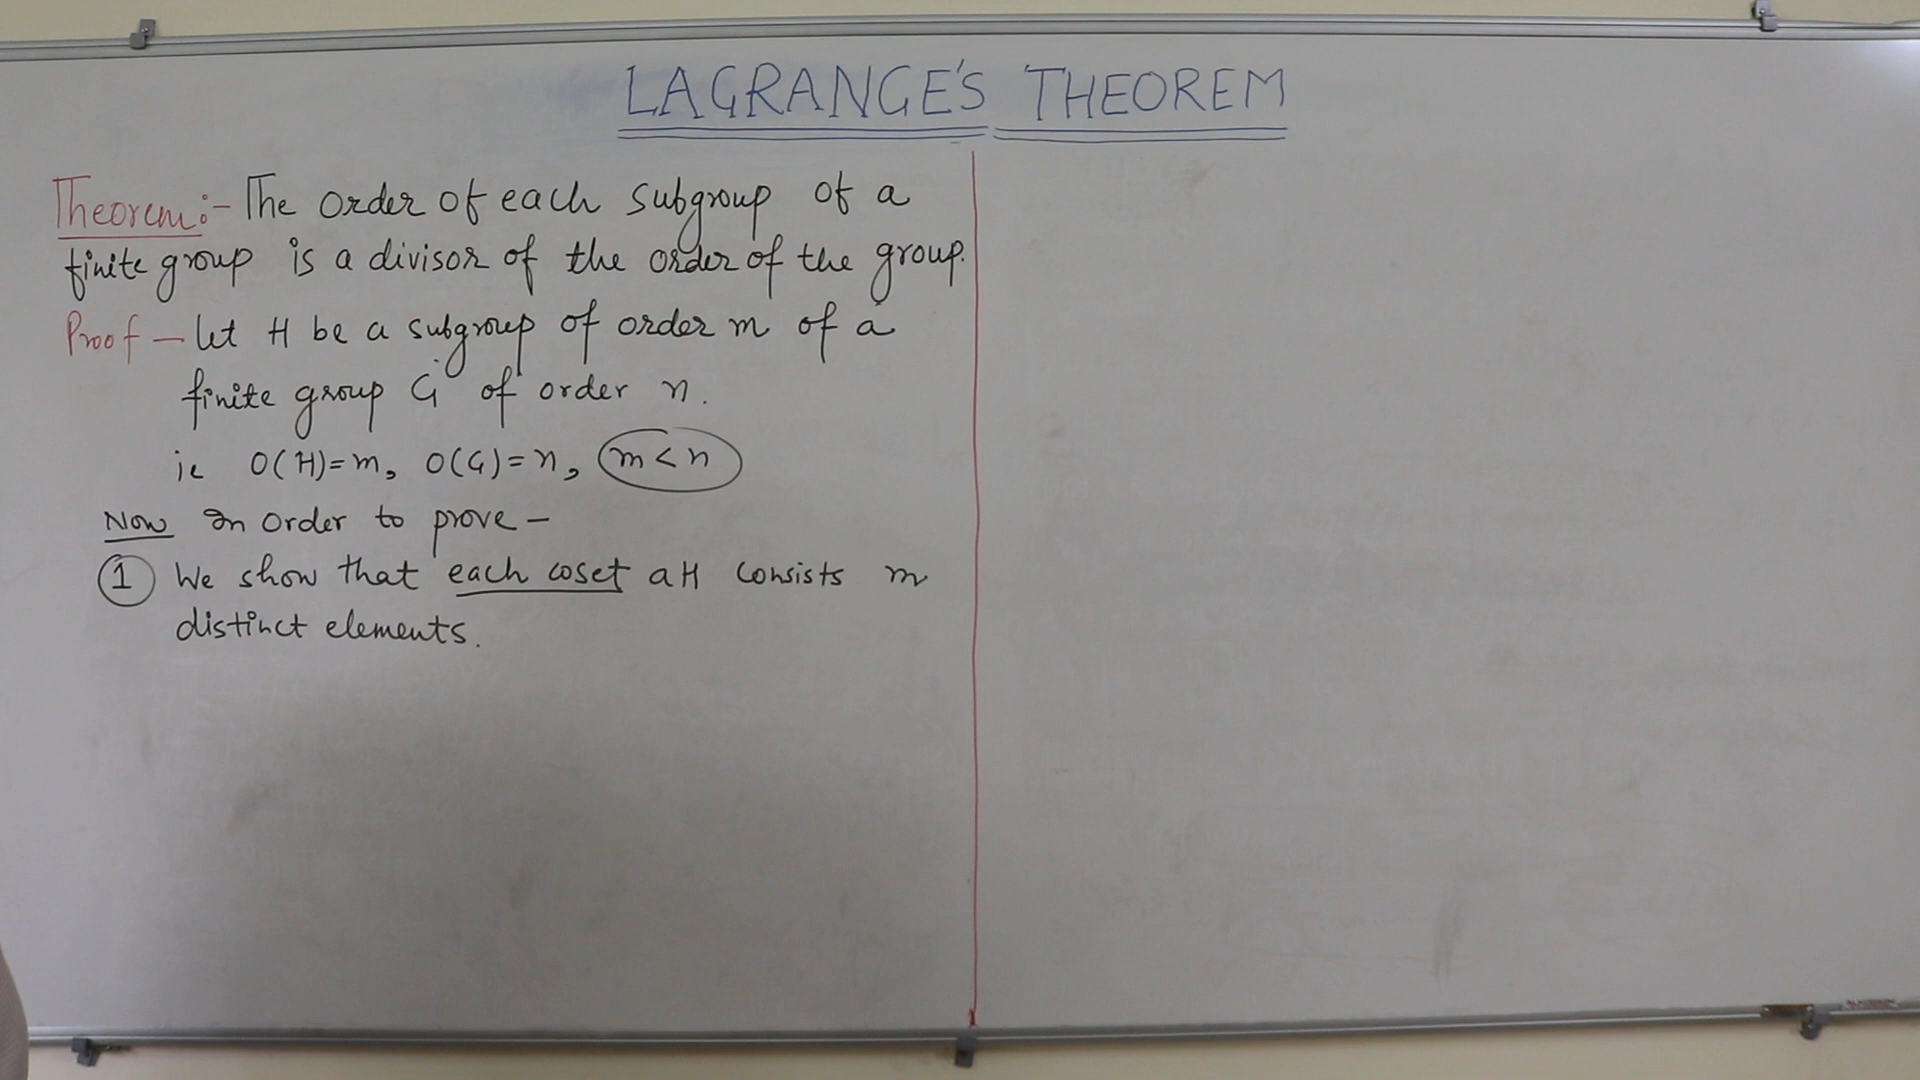 LAGRANGE'S THEOREM
Theorem:- The order of each subgroup of a
finite group is a divisor of the order of the group.
Proof - let H be a subgroup of order m of a
finite group G of order n.
ie O(H)=m, O(G)=n, m<n
Now In order to prove -
1 We show that each coset aH consists m
distinct elements.